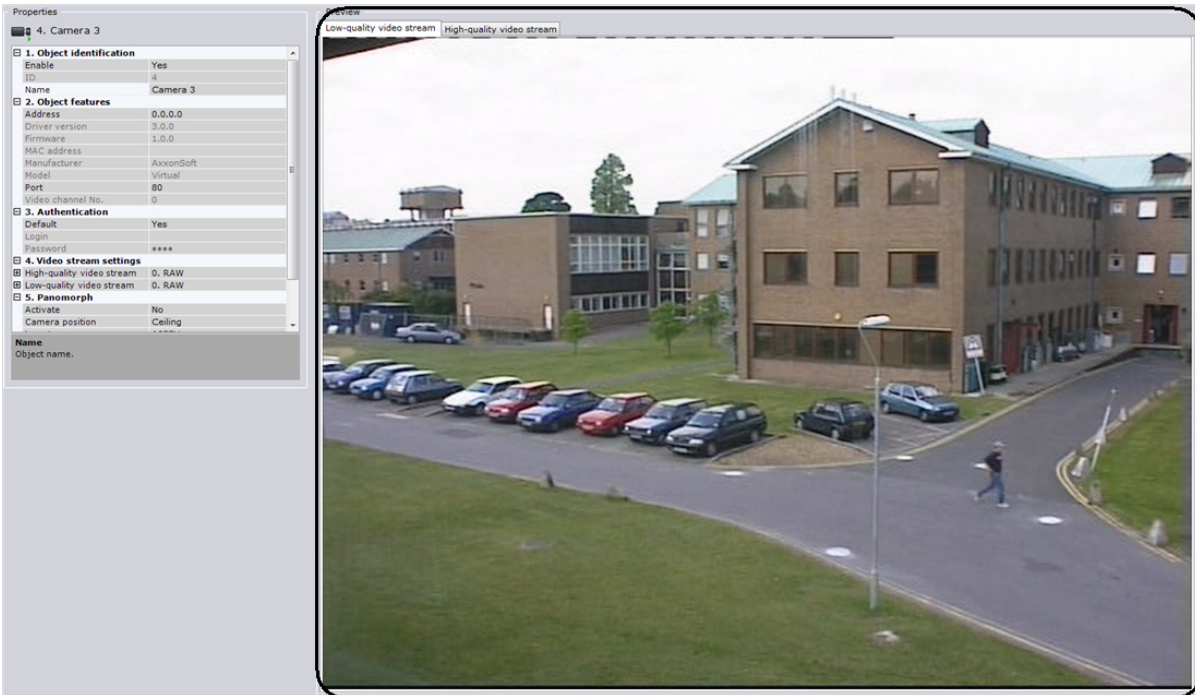 Properties
4. Camera 3
1. Object identification
Enable Yes
ID 4
Name Camera 3
2. Object features
Address 0.0.0.0
Driver version 3.0.0
Firmware 1.0.0
MAC address
Manufacturer AxxonSoft
Model Virtual
Port 80
Video channel No. 0
3. Authentication
Default Yes
Login
Password ****
4. Video stream settings
High-quality video stream 0. RAW
Low-quality video stream 0. RAW
5. Panomorph
Activate No
Camera position Ceiling
Name
Object name.
Preview
Low-quality video stream High-quality video stream